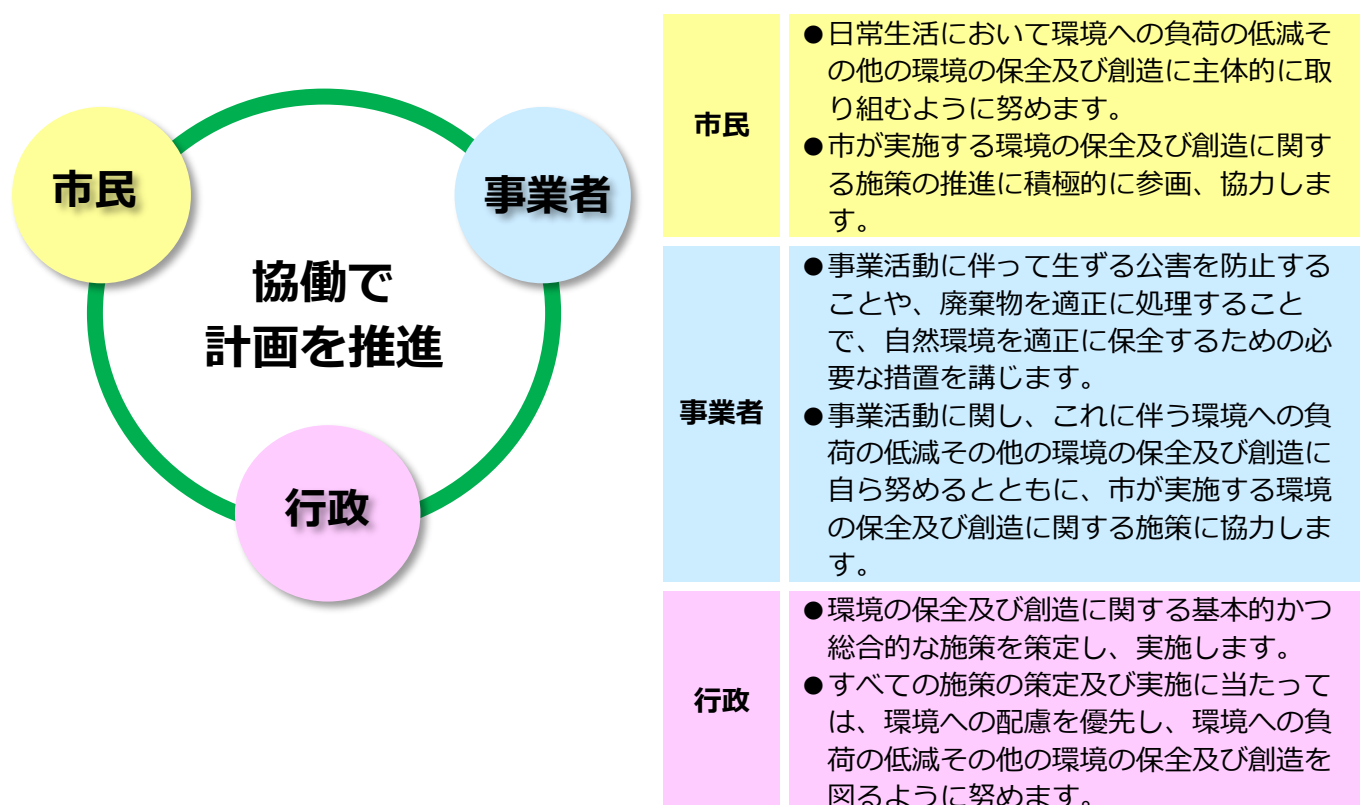 市民
事業者
協働で
計画を推進
行政
市民
●日常生活において環境への負荷の低減そ
の他の環境の保全及び創造に主体的に取
り組むように努めます。
●市が実施する環境の保全及び創造に関す
る施策の推進に積極的に参画、協力しま
す。
事業者
●事業活動に伴って生ずる公害を防止する
ことや、廃棄物を適正に処理すること
で、自然環境を適正に保全するための必
要な措置を講じます。
●事業活動に関し、これに伴う環境への負
荷の低減その他の環境の保全及び創造に
自ら努めるとともに、市が実施する環境
の保全及び創造に関する施策に協力しま
す。
行政
●環境の保全及び創造に関する基本的かつ
総合的な施策を策定し、実施します。
●すべての施策の策定及び実施に当たって
は、環境への配慮を優先し、環境への負
荷の低減その他の環境の保全及び創造を
図るように努めます。